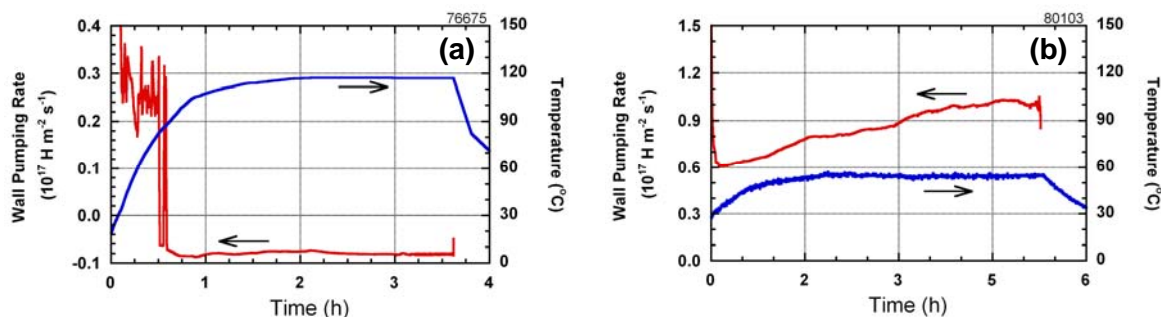 76675
(a)
0.4
0.3
0.2
0.1
0.0
-0.1
Wall Pumping Rate
(10¹⁷ H m⁻² s⁻¹)
150
120
90
60
30
0
Temperature (°C)
0 1 2 3 4
Time (h)
80103
(b)
1.5
1.2
0.9
0.6
0.3
0.0
Wall Pumping Rate
(10¹⁷ H m⁻² s⁻¹)
150
120
90
60
30
0
Temperature (°C)
0 2 3 5 6
Time (h)